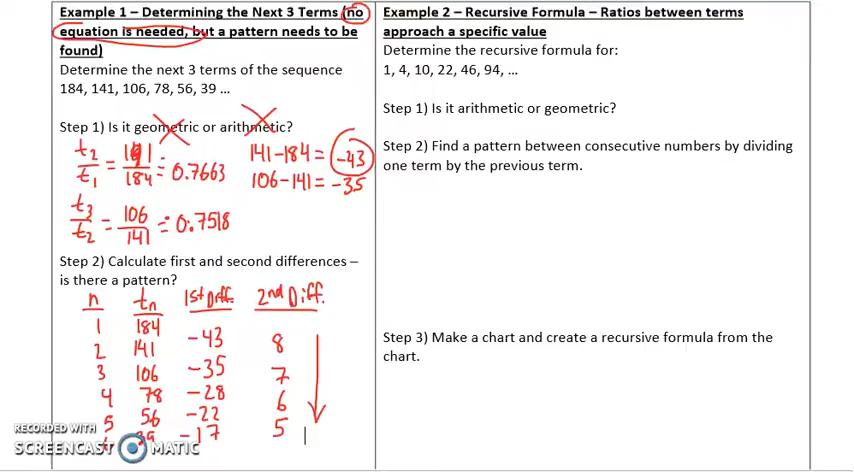 Example 1 – Determining the Next 3 Terms (no
equation is needed, but a pattern needs to be
found)
Determine the next 3 terms of the sequence
184, 141, 106, 78, 56, 39 …
Step 1) Is it geometric or arithmetic?
t₂/t₁ = 141/184 ≐ 0.7663
141-184 = -43
106-141 = -35
t₃/t₂ = 106/141 ≐ 0.7518
Step 2) Calculate first and second differences –
is there a pattern?
n tn 1st Diff. 2nd Diff.
1 184
-43
2 141 8
-35
3 106 7
-28
4 78 6
-22
5 56 5
-17
39
RECORDED WITH
SCREENCAST MATIC
Example 2 – Recursive Formula – Ratios between terms
approach a specific value
Determine the recursive formula for:
1, 4, 10, 22, 46, 94, …
Step 1) Is it arithmetic or geometric?
Step 2) Find a pattern between consecutive numbers by dividing
one term by the previous term.
Step 3) Make a chart and create a recursive formula from the
chart.